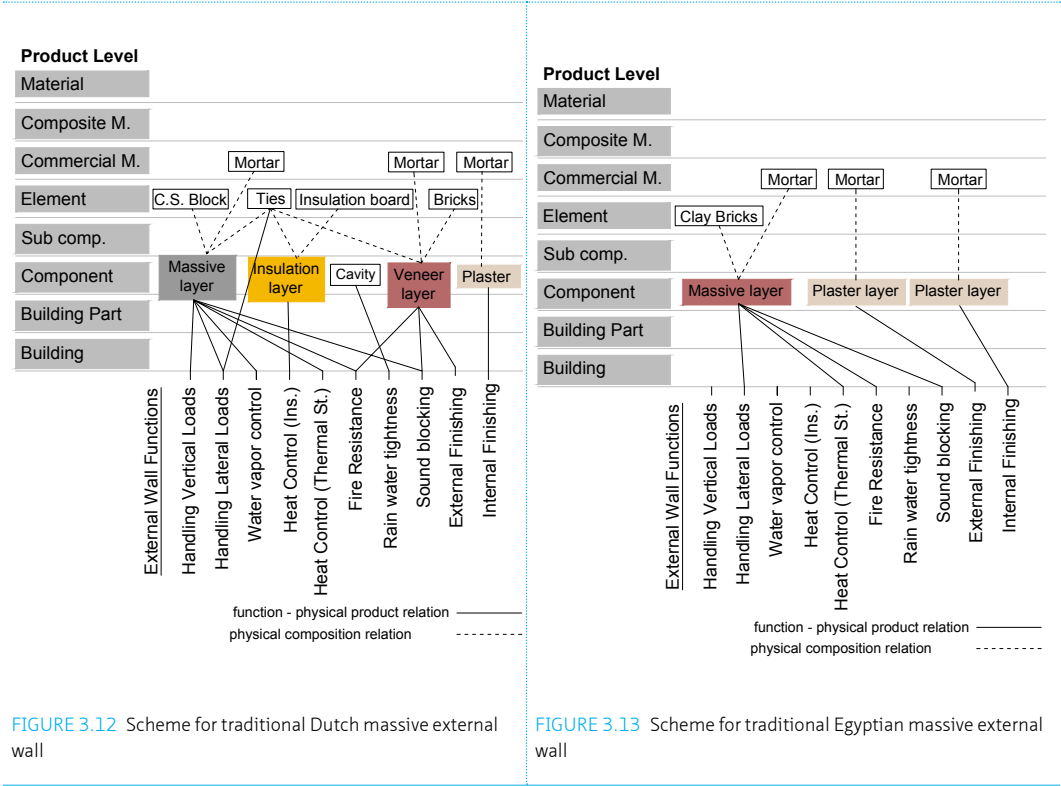 Product Level
Material
Composite M.
Commercial M.
Mortar
Mortar
Mortar
Element
C.S. Block
Ties
Insulation board
Bricks
Sub comp.
Component
Massive
layer
Insulation
layer
Cavity
Veneer
layer
Plaster
Building Part
Building
External Wall Functions
Handling Vertical Loads
Handling Lateral Loads
Water vapor control
Heat Control (Ins.)
Heat Control (Thermal St.)
Fire Resistance
Rain water tightness
Sound blocking
External Finishing
Internal Finishing
function - physical product relation
physical composition relation
FIGURE 3.12 Scheme for traditional Dutch massive external
wall
Product Level
Material
Composite M.
Commercial M.
Mortar
Mortar
Mortar
Element
Clay Bricks
Sub comp.
Component
Massive layer
Plaster layer
Plaster layer
Building Part
Building
External Wall Functions
Handling Vertical Loads
Handling Lateral Loads
Water vapor control
Heat Control (Ins.)
Heat Control (Thermal St.)
Fire Resistance
Rain water tightness
Sound blocking
External Finishing
Internal Finishing
function - physical product relation
physical composition relation
FIGURE 3.13 Scheme for traditional Egyptian massive external
wall